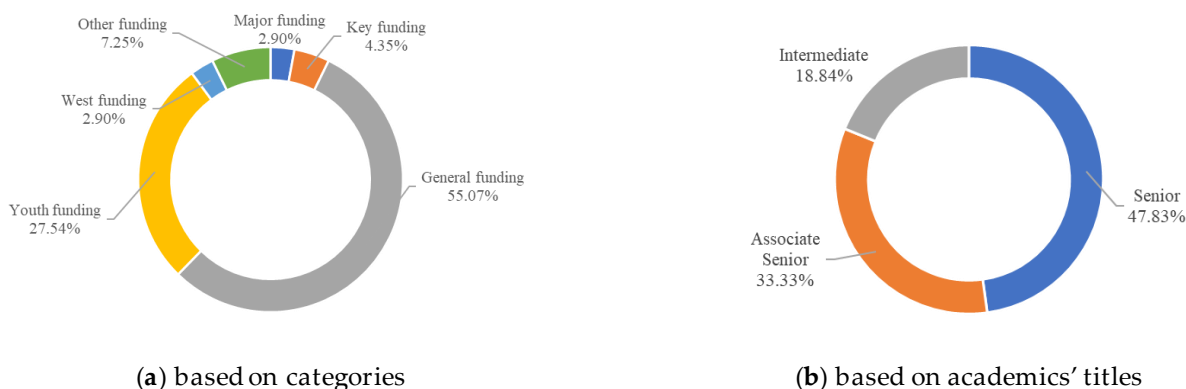 Major funding
2.90%
Key funding
4.35%
Other funding
7.25%
West funding
2.90%
General funding
55.07%
Youth funding
27.54%
(a) based on categories
Intermediate
18.84%
Senior
47.83%
Associate
Senior
33.33%
(b) based on academics’ titles